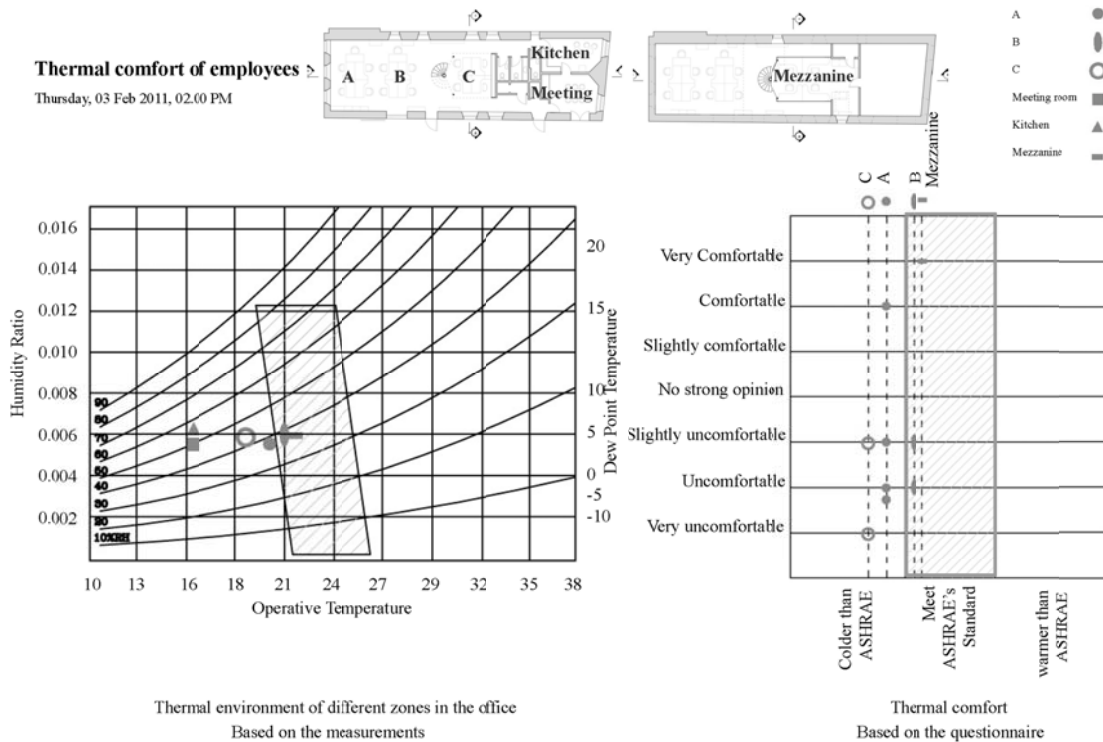 Thermal comfort of employees
Thursday, 03 Feb 2011, 02.00 PM
A
B
C
Kitchen
Meeting
Mezzanine
A
B
C
Meeting room
Kitchen
Mezzanine
Humidity Ratio
0.016
0.014
0.012
0.010
0.008
0.006
0.004
0.002
90
80
70
60
50
40
30
20
10%RH
20
15
10
5
0
-5
-10
Dew Point Temperature
10 13 16 19 21 24 27 29 32 35 38
Operative Temperature
Thermal environment of different zones in the office
Based on the measurements
C
A
B
Mezzanine
Very Comfortable
Comfortable
Slightly comfortable
No strong opinion
Slightly uncomfortable
Uncomfortable
Very uncomfortable
Colder than
ASHRAE
Meet
ASHRAE's
Standard
warmer than
ASHRAE
Thermal comfort
Based on the questionnaire